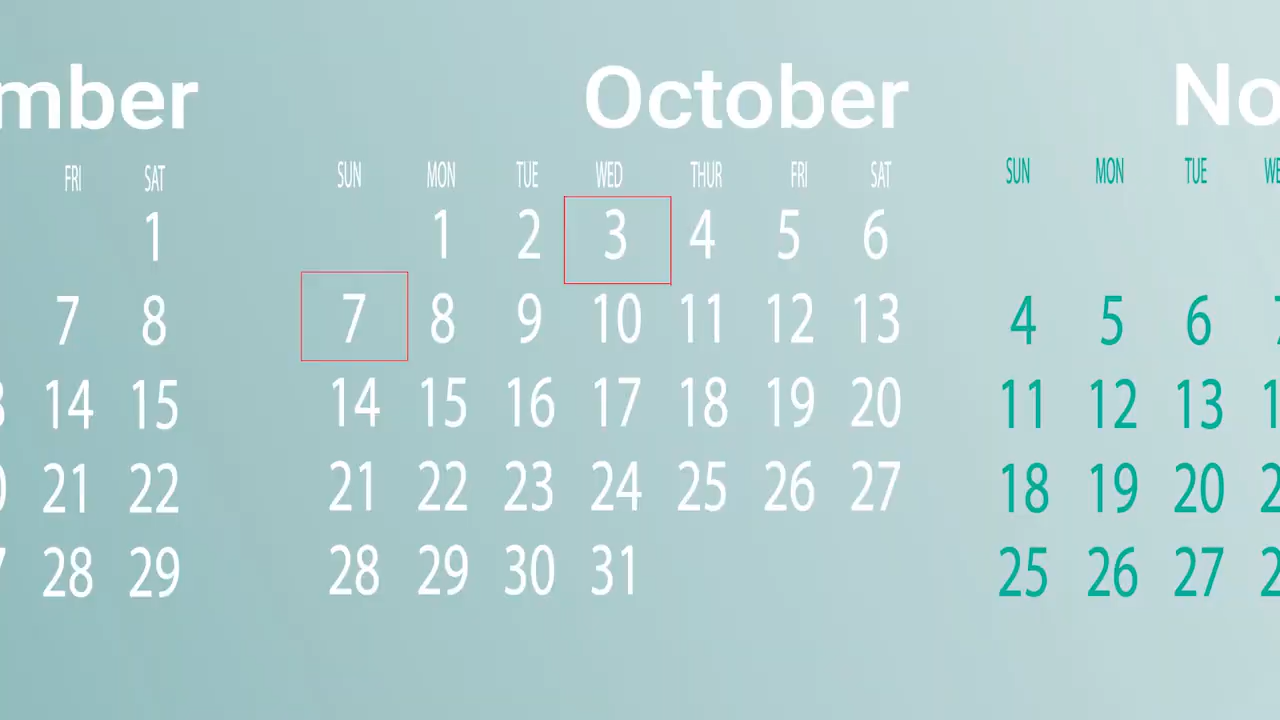 mber
FRI SAT
1
7 8
14 15
21 22
28 29
October
SUN MON TUE WED THUR FRI SAT
1 2 3 4 5 6
7 8 9 10 11 12 13
14 15 16 17 18 19 20
21 22 23 24 25 26 27
28 29 30 31
No
SUN MON TUE WE
4 5 6
11 12 13
18 19 20
25 26 27